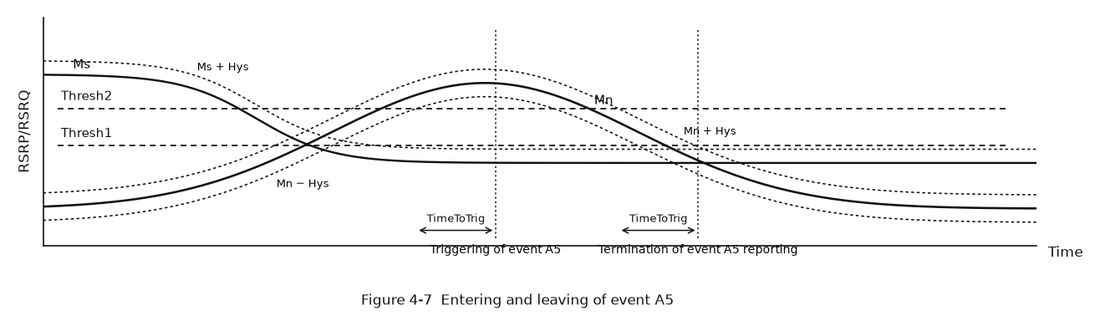 Ms
Ms + Hys
Thresh2
Mn
Thresh1
Mn + Hys
RSRP/RSRQ
Mn − Hys
TimeToTrig
TimeToTrig
Triggering of event A5
Termination of event A5 reporting
Time
Figure 4-7 Entering and leaving of event A5